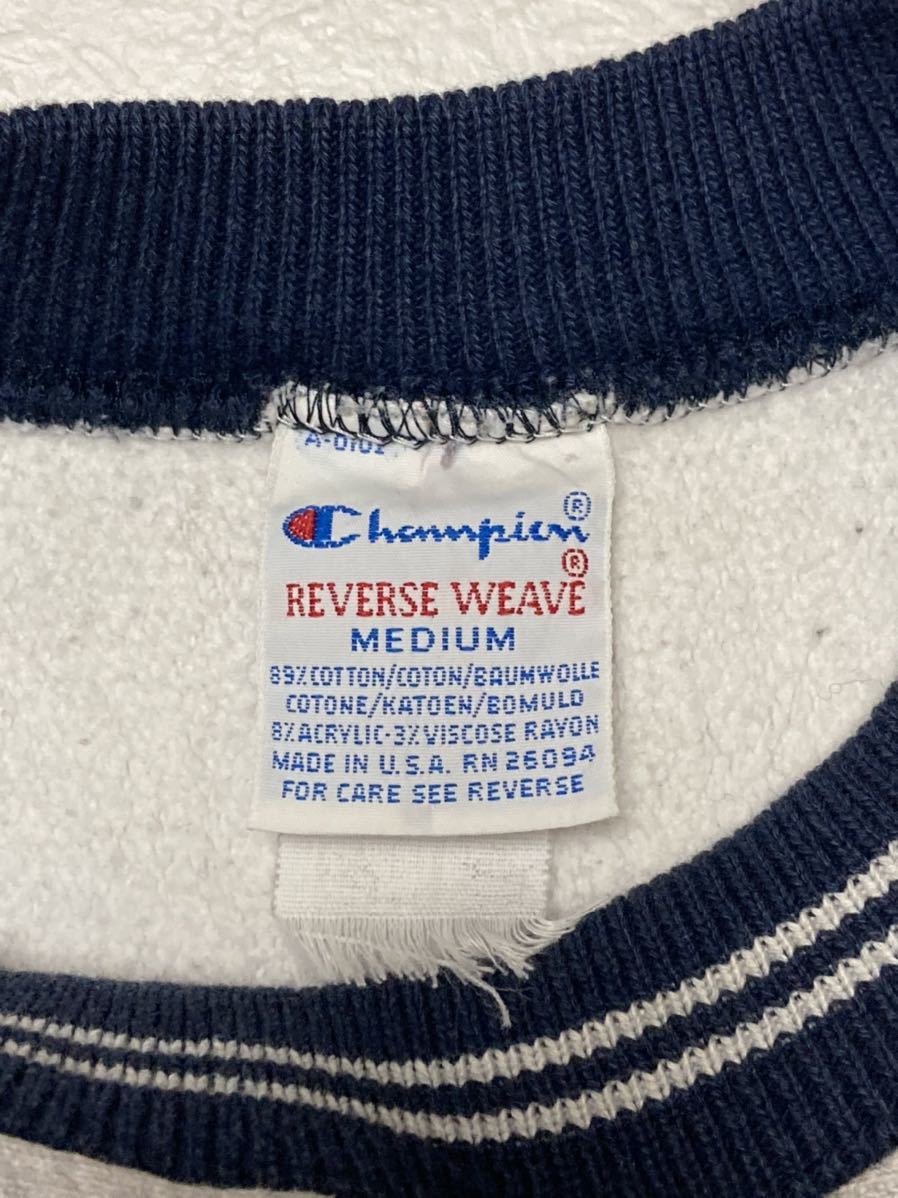 A-0102
Champion®
REVERSE WEAVE®
MEDIUM
89%COTTON/COTON/BAUMWOLLE
COTONE/KATOEN/BOMULD
8%ACRYLIC-3%VISCOSE RAYON
MADE IN U.S.A. RN 26094
FOR CARE SEE REVERSE